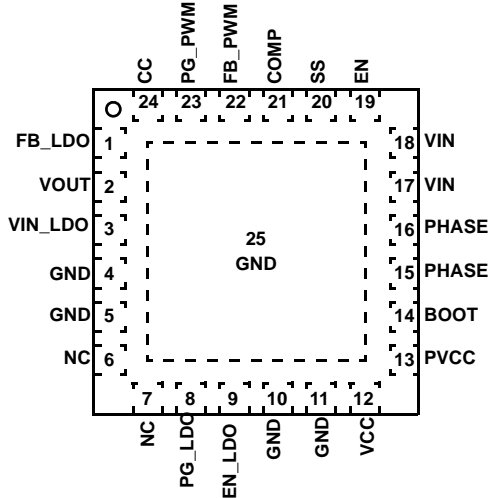 CC
PG_PWM
FB_PWM
COMP
SS
EN
24
23
22
21
20
19
FB_LDO 1
18 VIN
VOUT 2
17 VIN
VIN_LDO 3
16 PHASE
25
GND
GND 4
15 PHASE
GND 5
14 BOOT
NC 6
13 PVCC
7
8
9
10
11
12
NC
PG_LDO
EN_LDO
GND
GND
VCC